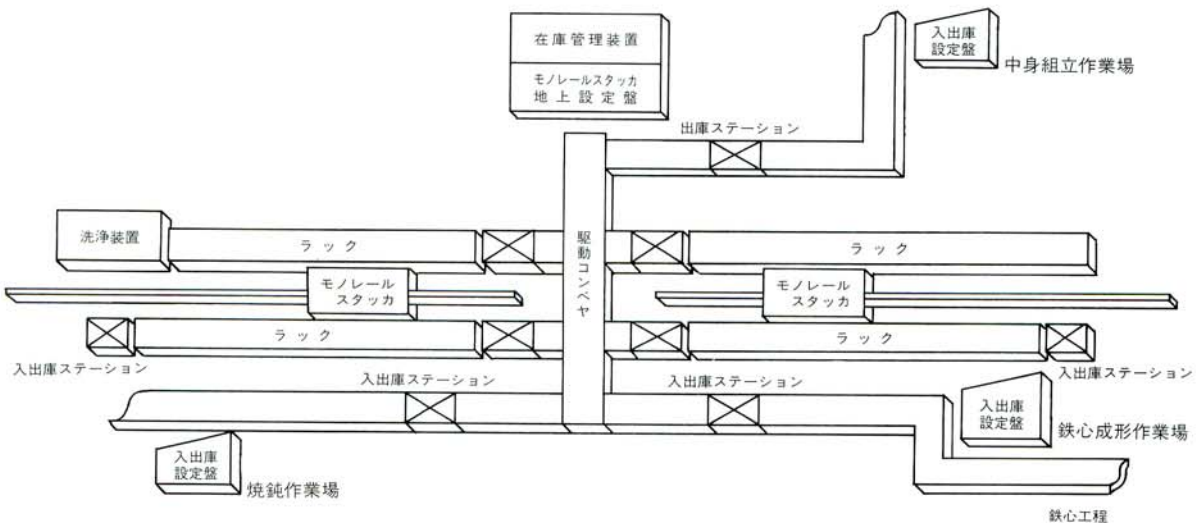 在庫管理装置
モノレールスタッカ
地上設定盤
入出庫
設定盤
中身組立作業場
出庫ステーション
洗浄装置
ラック
駆動コンベヤ
ラック
モノレール
スタッカ
モノレール
スタッカ
ラック
ラック
入出庫ステーション
入出庫ステーション
入出庫ステーション
入出庫ステーション
入出庫
設定盤
鉄心成形作業場
入出庫
設定盤
焼鈍作業場
鉄心工程